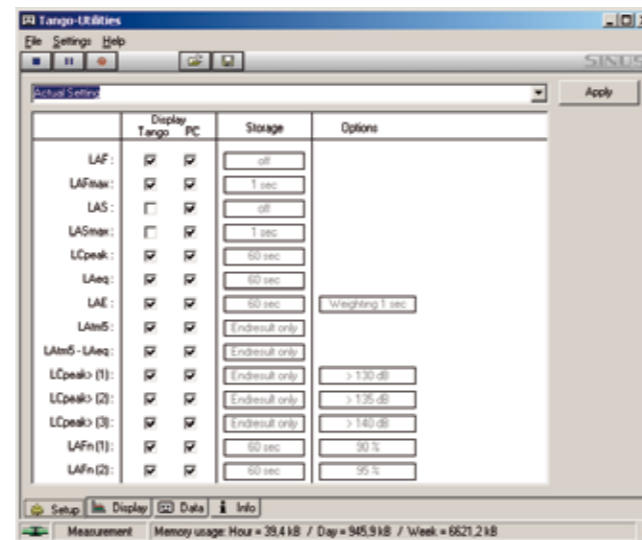 Tango-Utilities
File Settings Help
SINUS
Actual Setting Apply
Display
Tango PC Storage Options
LAF : off
LAFmax : 1 sec
LAS : off
LASmax : 1 sec
LCpeak : 60 sec
LAeq : 60 sec
LAE : 60 sec Weighting 1 sec
LAtm5 : Endresult only
LAtm5 - LAeq : Endresult only
LCpeak> (1): Endresult only > 130 dB
LCpeak> (2): Endresult only > 135 dB
LCpeak> (3): Endresult only > 140 dB
LAFn (1): 60 sec 90 %
LAFn (2): 60 sec 95 %
Setup Display Data Info
Measurement Memory usage: Hour = 39,4 kB / Day = 945,9 kB / Week = 6621,2 kB